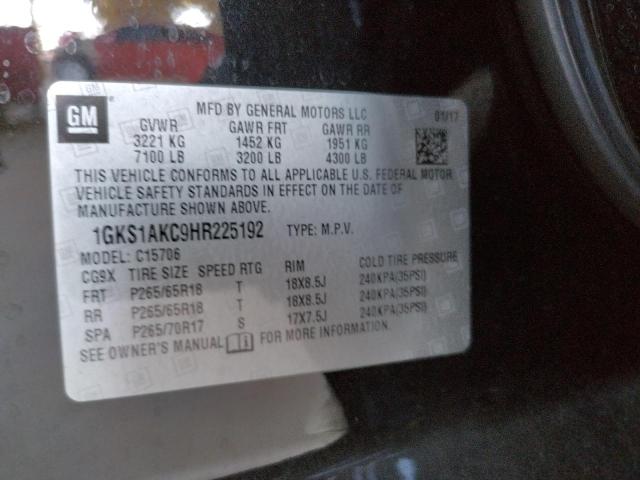 GM
MFD BY GENERAL MOTORS LLC 01/17
GVWR GAWR FRT GAWR RR
3221 KG 1452 KG 1951 KG
7100 LB 3200 LB 4300 LB
THIS VEHICLE CONFORMS TO ALL APPLICABLE U.S. FEDERAL MOTOR
VEHICLE SAFETY STANDARDS IN EFFECT ON THE DATE OF
MANUFACTURE SHOWN ABOVE.
1GKS1AKC9HR225192 TYPE: M.P.V.
MODEL: C15706
CG9X TIRE SIZE SPEED RTG RIM COLD TIRE PRESSURE
FRT P265/65R18 T 18X8.5J 240KPA(35PSI)
RR P265/65R18 T 18X8.5J 240KPA(35PSI)
SPA P265/70R17 S 17X7.5J 240KPA(35PSI)
SEE OWNER'S MANUAL FOR MORE INFORMATION.